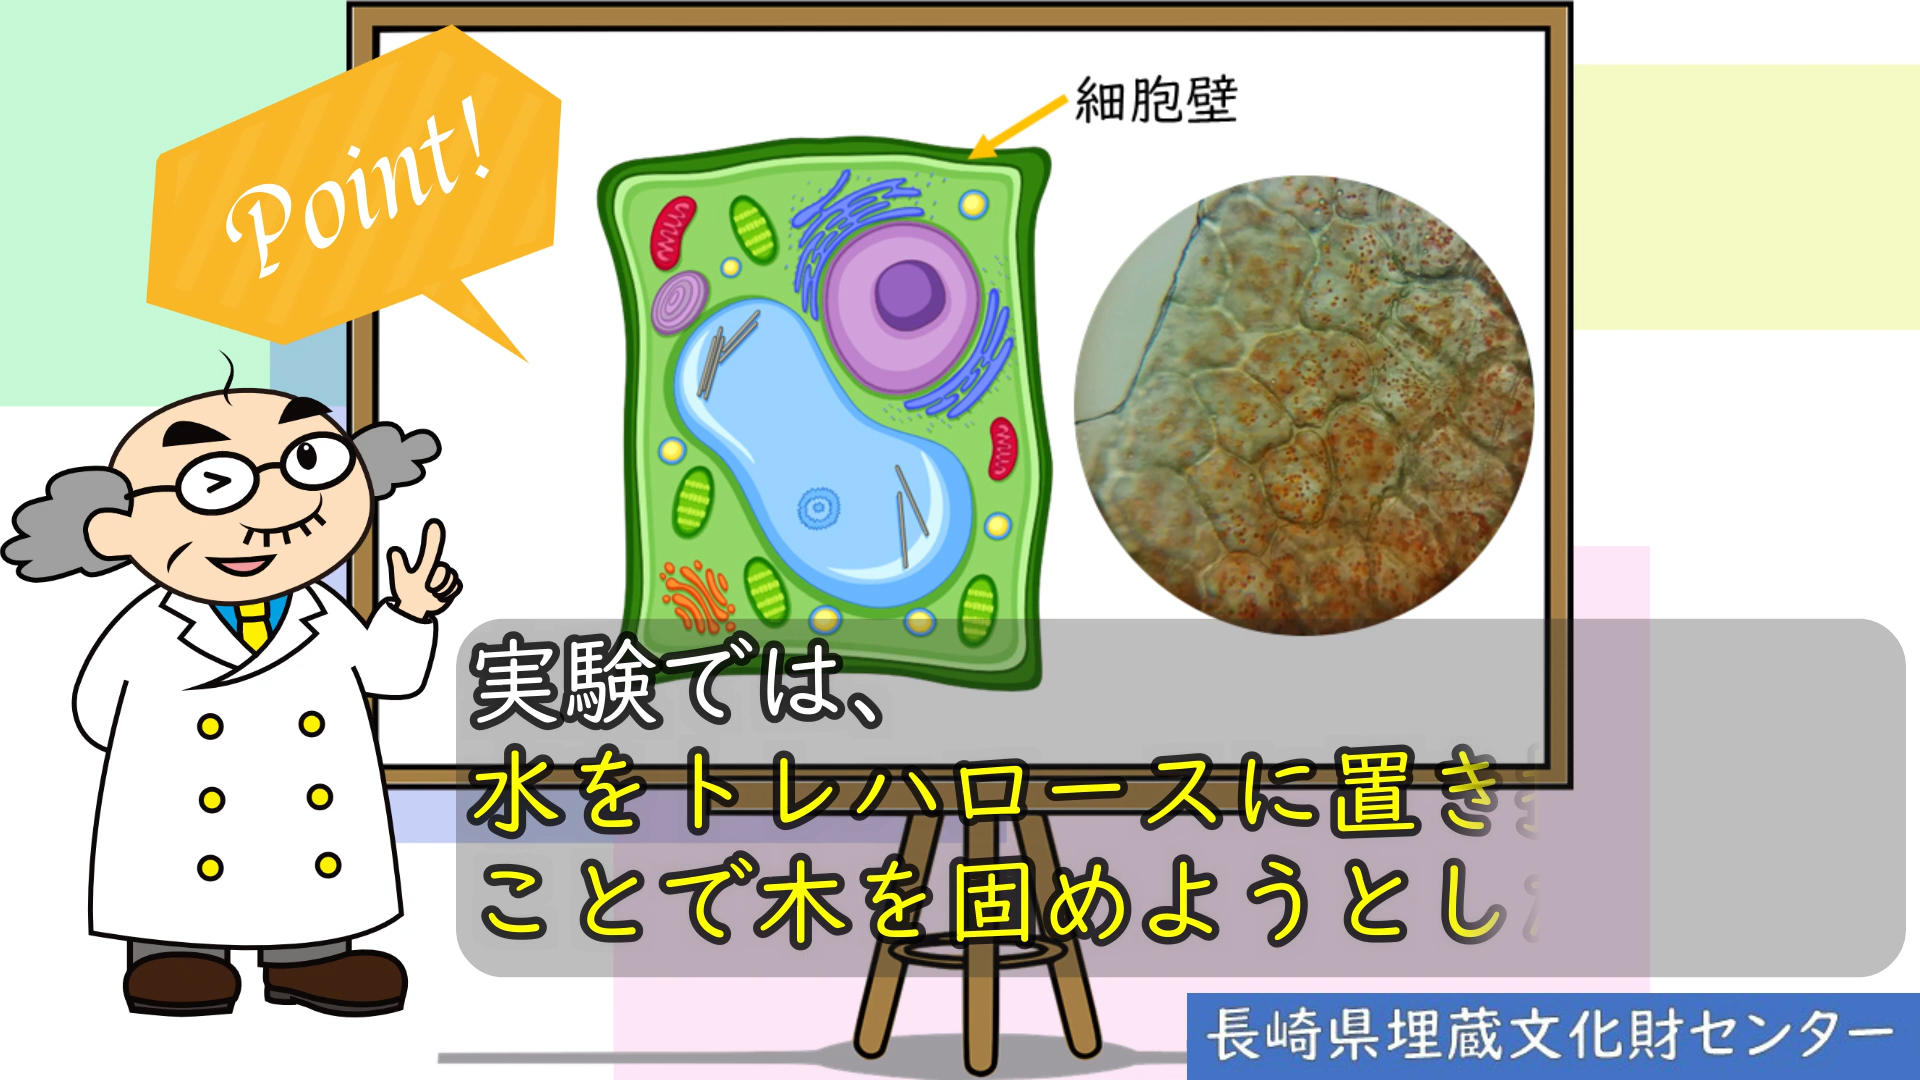 Point!
細胞壁
実験では、
水をトレハロースに置き
ことで木を固めようとし
長崎県埋蔵文化財センター